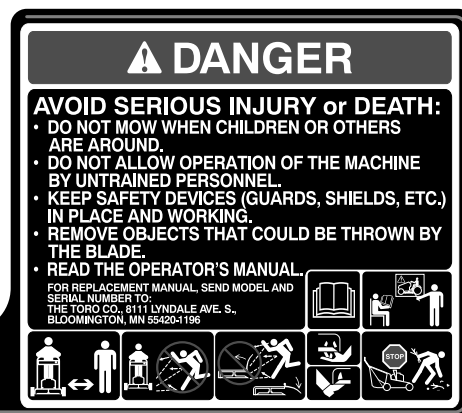 DANGER
AVOID SERIOUS INJURY or DEATH:
• DO NOT MOW WHEN CHILDREN OR OTHERS
ARE AROUND.
• DO NOT ALLOW OPERATION OF THE MACHINE
BY UNTRAINED PERSONNEL.
• KEEP SAFETY DEVICES (GUARDS, SHIELDS, ETC.)
IN PLACE AND WORKING.
• REMOVE OBJECTS THAT COULD BE THROWN BY
THE BLADE.
• READ THE OPERATOR'S MANUAL.
FOR REPLACEMENT MANUAL, SEND MODEL AND
SERIAL NUMBER TO:
THE TORO CO., 8111 LYNDALE AVE. S.,
BLOOMINGTON, MN 55420-1196
STOP